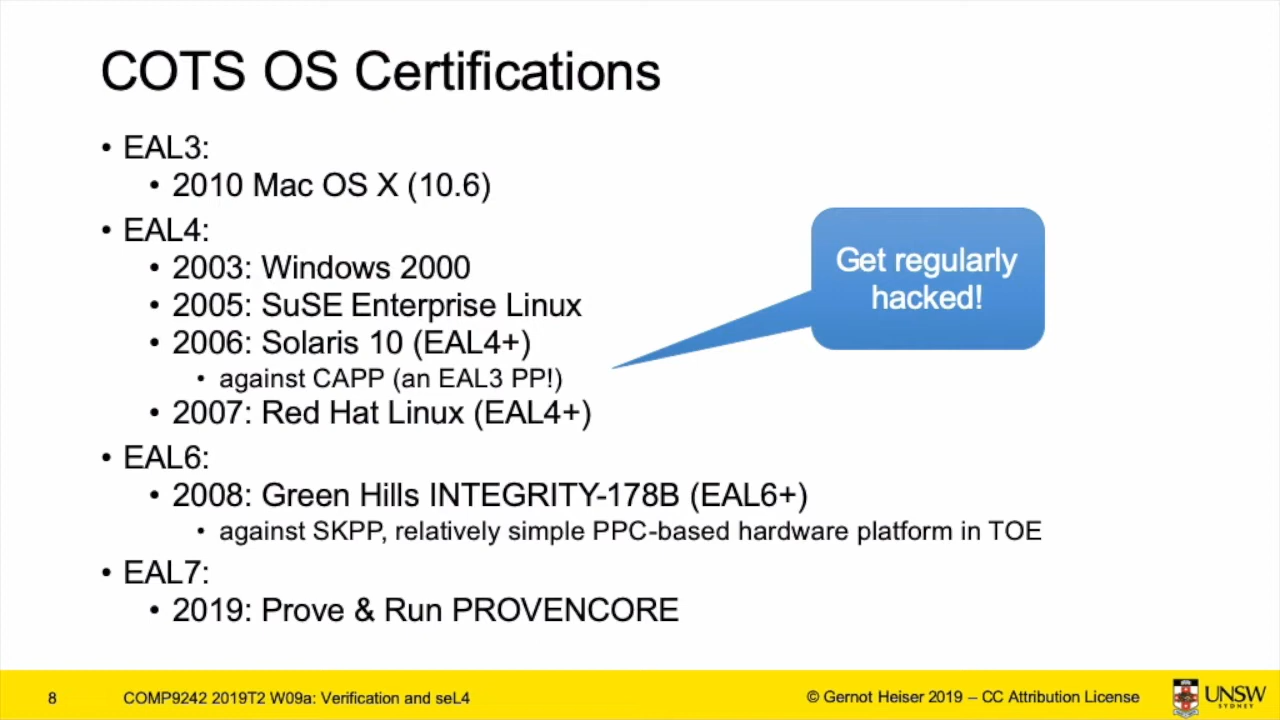 COTS OS Certifications
• EAL3:
• 2010 Mac OS X (10.6)
• EAL4:
• 2003: Windows 2000
• 2005: SuSE Enterprise Linux
• 2006: Solaris 10 (EAL4+)
• against CAPP (an EAL3 PP!)
• 2007: Red Hat Linux (EAL4+)
Get regularly
hacked!
• EAL6:
• 2008: Green Hills INTEGRITY-178B (EAL6+)
• against SKPP, relatively simple PPC-based hardware platform in TOE
• EAL7:
• 2019: Prove & Run PROVENCORE
8 COMP9242 2019T2 W09a: Verification and seL4
© Gernot Heiser 2019 – CC Attribution License
UNSW
SYDNEY